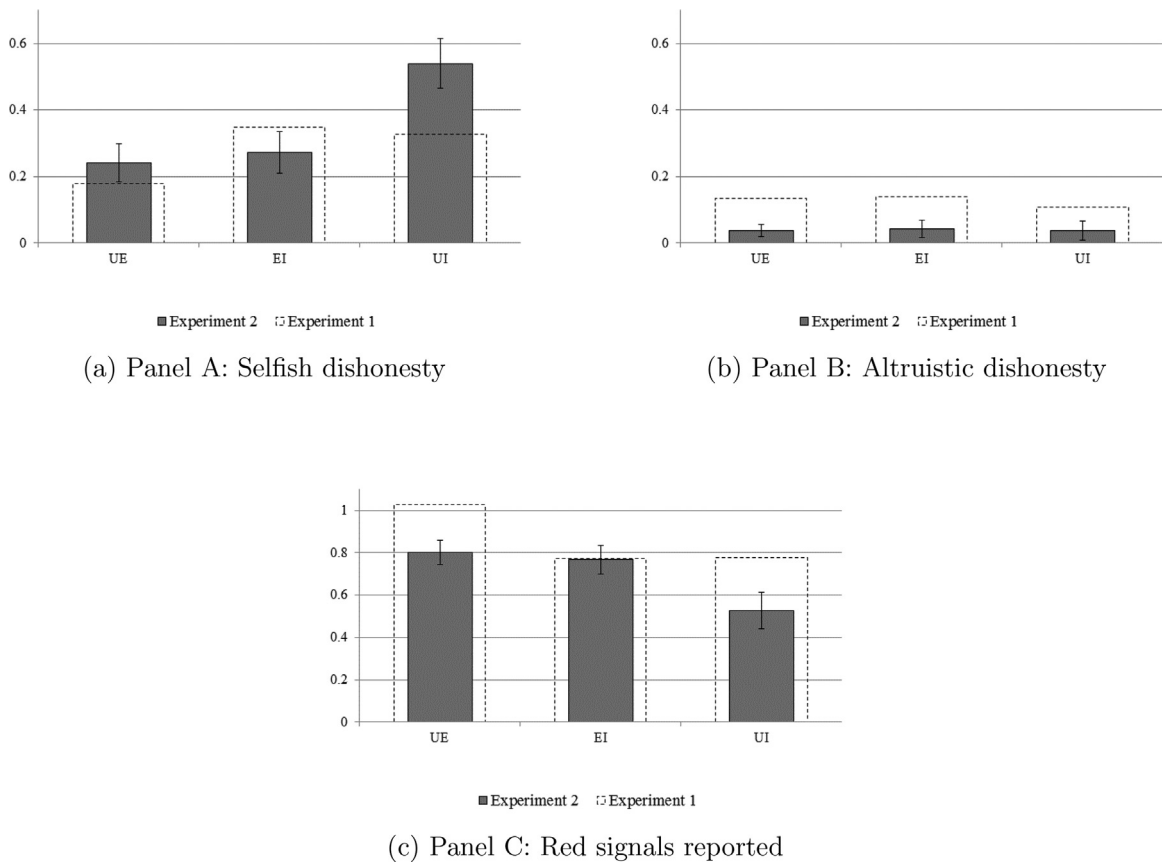 0.6
0.4
0.2
0
UE EI UI
Experiment 2 Experiment 1
(a) Panel A: Selfish dishonesty
0.6
0.4
0.2
0
UE EI UI
Experiment 2 Experiment 1
(b) Panel B: Altruistic dishonesty
1
0.8
0.6
0.4
0.2
0
UE EI UI
Experiment 2 Experiment 1
(c) Panel C: Red signals reported